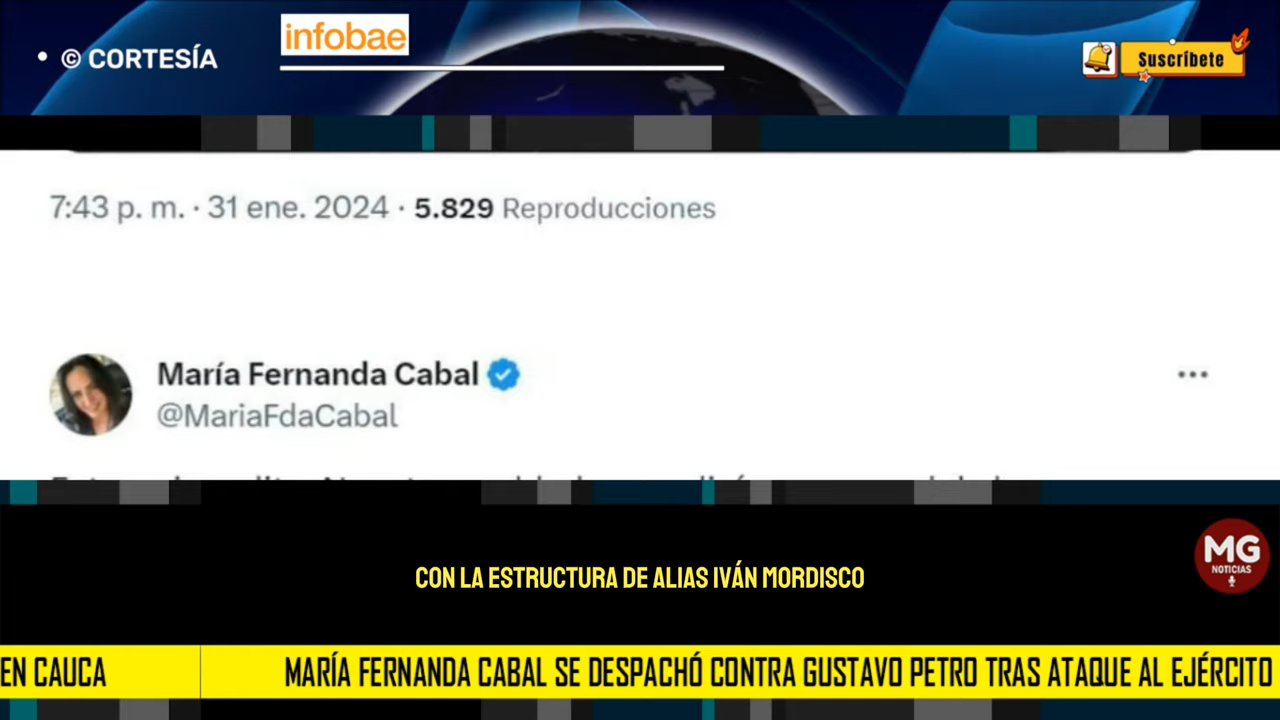 © CORTESÍA
infobae
Suscríbete
7:43 p. m. · 31 ene. 2024 · 5.829 Reproducciones
María Fernanda Cabal
@MariaFdaCabal
CON LA ESTRUCTURA DE ALIAS IVÁN MORDISCO
MG
NOTICIAS
EN CAUCA
MARÍA FERNANDA CABAL SE DESPACHÓ CONTRA GUSTAVO PETRO TRAS ATAQUE AL EJÉRCITO